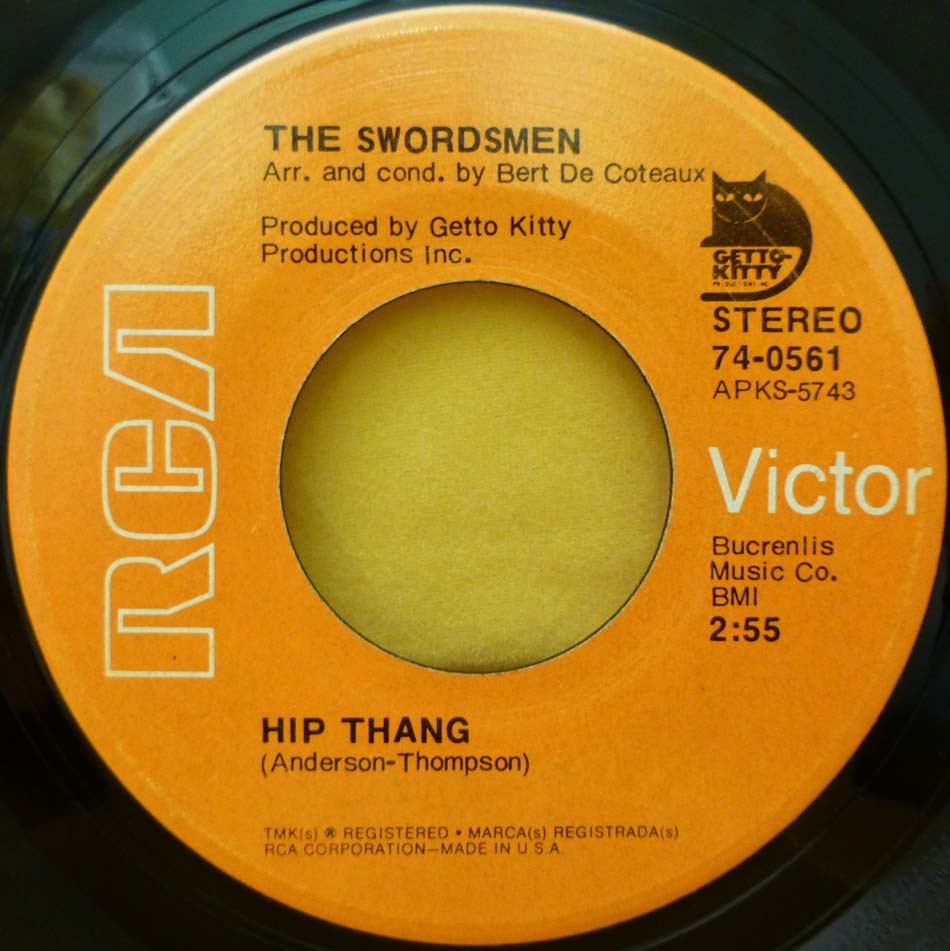 THE SWORDSMEN
Arr. and cond. by Bert De Coteaux
Produced by Getto Kitty
Productions Inc.
GETTO-
KITTY
PRODUCTIONS INC
STEREO
74-0561
APKS-5743
RCA
Victor
Bucrenlis
Music Co.
BMI
2:55
HIP THANG
(Anderson-Thompson)
TMK(s) ® REGISTERED • MARCA(s) REGISTRADA(s)
RCA CORPORATION—MADE IN U.S.A.